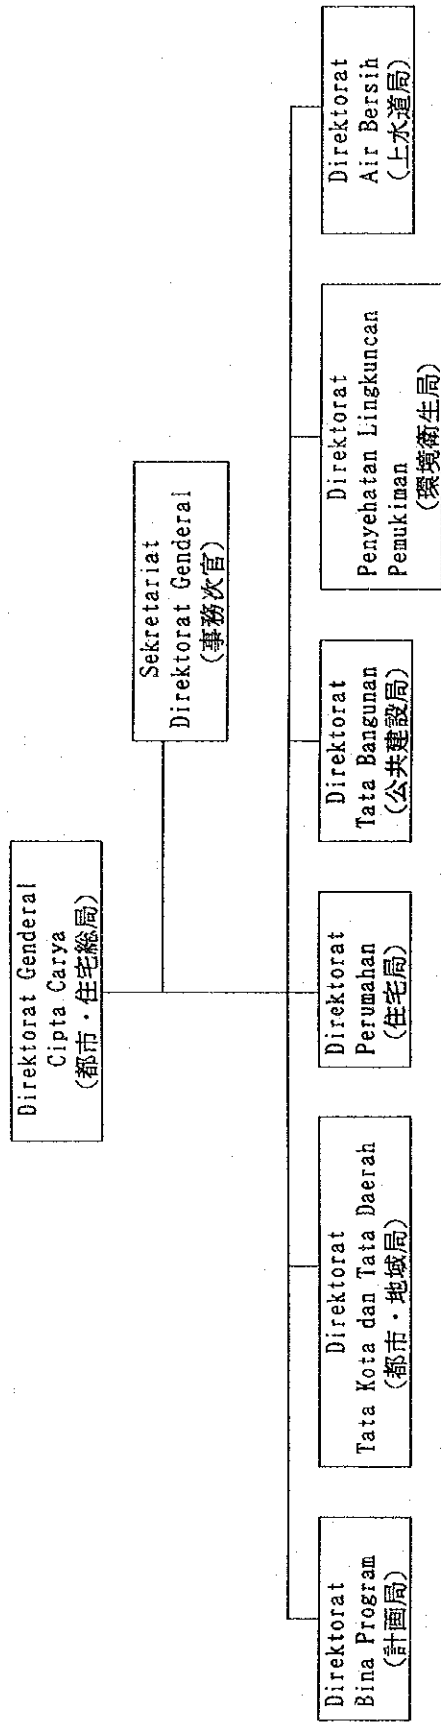 Direktorat Genderal
Cipta Carya
(都市・住宅総局)
Sekretariat
Direktorat Genderal
(事務次官)
Direktorat
Bina Program
(計画局)
Direktorat
Tata Kota dan Tata Daerah
(都市・地域局)
Direktorat
Perumahan
(住宅局)
Direktorat
Tata Bangunan
(公共建設局)
Direktorat
Penyehatan Lingkuncan
Pemukiman
(環境衛生局)
Direktorat
Air Bersih
(上水道局)